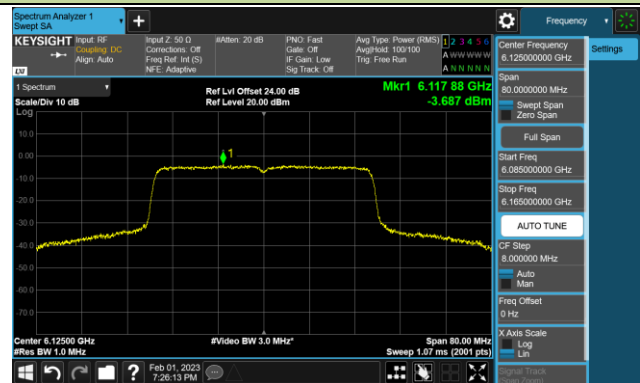 Spectrum Analyzer 1
Swept SA
Frequency
KEYSIGHT
Input: RF
Coupling: DC
Align: Auto
Input Z: 50 Ω
Corrections: Off
Freq Ref: Int (S)
NFE: Adaptive
#Atten: 20 dB
PNO: Fast
Gate: Off
IF Gain: Low
Sig Track: Off
Avg Type: Power (RMS)
Avg|Hold: 100/100
Trig: Free Run
1 2 3 4 5 6
A W W W W W
A N N N N N
LXI
1 Spectrum
Scale/Div 10 dB
Log
Ref Lvl Offset 24.00 dB
Ref Level 20.00 dBm
Mkr1 6.117 88 GHz
-3.687 dBm
10.0
0.00
-10.0
-20.0
-30.0
-40.0
-50.0
-60.0
-70.0
1
Center 6.12500 GHz
#Res BW 1.0 MHz
#Video BW 3.0 MHz*
Span 80.00 MHz
Sweep 1.07 ms (2001 pts)
Feb 01, 2023
7:26:13 PM
Center Frequency
6.125000000 GHz
Settings
Span
80.0000000 MHz
Swept Span
Zero Span
Full Span
Start Freq
6.085000000 GHz
Stop Freq
6.165000000 GHz
AUTO TUNE
CF Step
8.000000 MHz
Auto
Man
Freq Offset
0 Hz
X Axis Scale
Log
Lin
Signal Track
(Span Zoom)